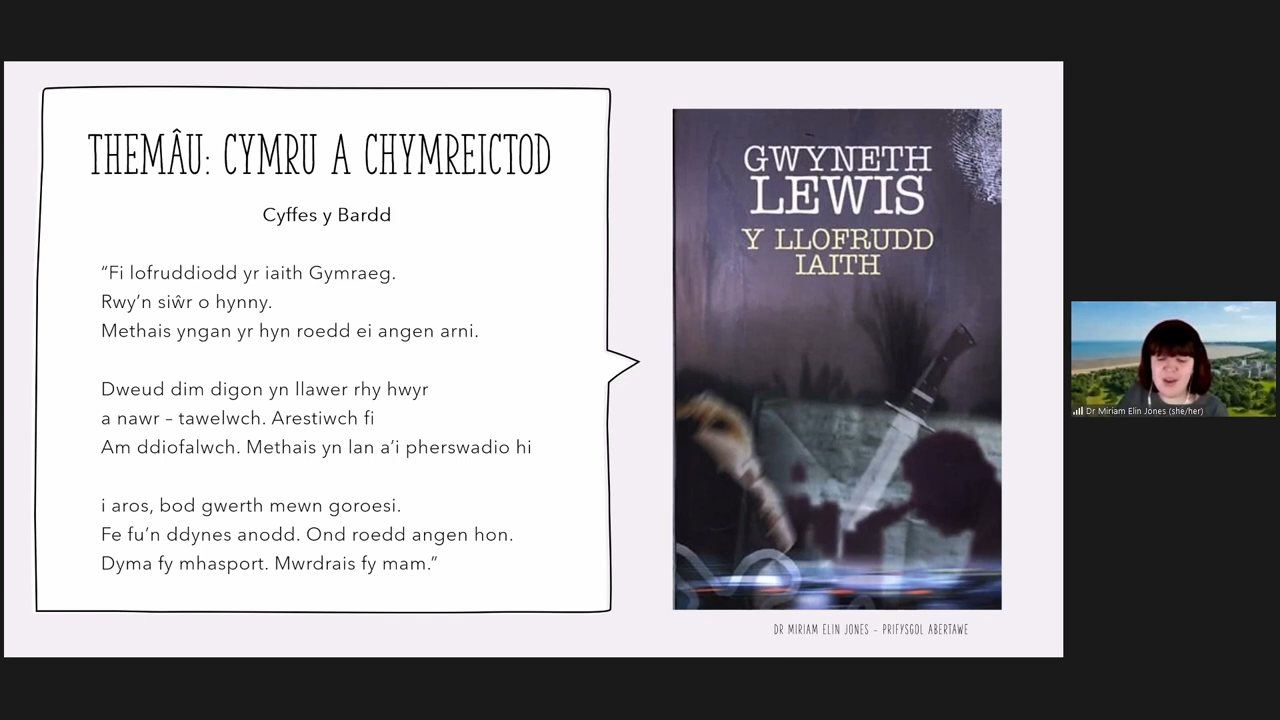 THEMÂU: CYMRU A CHYMREICTOD
Cyffes y Bardd
“Fi lofruddiodd yr iaith Gymraeg.
Rwy’n siŵr o hynny.
Methais yngan yr hyn roedd ei angen arni.
Dweud dim digon yn llawer rhy hwyr
a nawr – tawelwch. Arestiwch fi
Am ddiofalwch. Methais yn lan a’i pherswadio hi
i aros, bod gwerth mewn goroesi.
Fe fu’n ddynes anodd. Ond roedd angen hon.
Dyma fy mhasport. Mwrdrais fy mam.”
GWYNETH
LEWIS
Y LLOFRUDD
IAITH
DR MIRIAM ELIN JONES - PRIFYSGOL ABERTAWE
Dr Miriam Elin Jones (she/her)